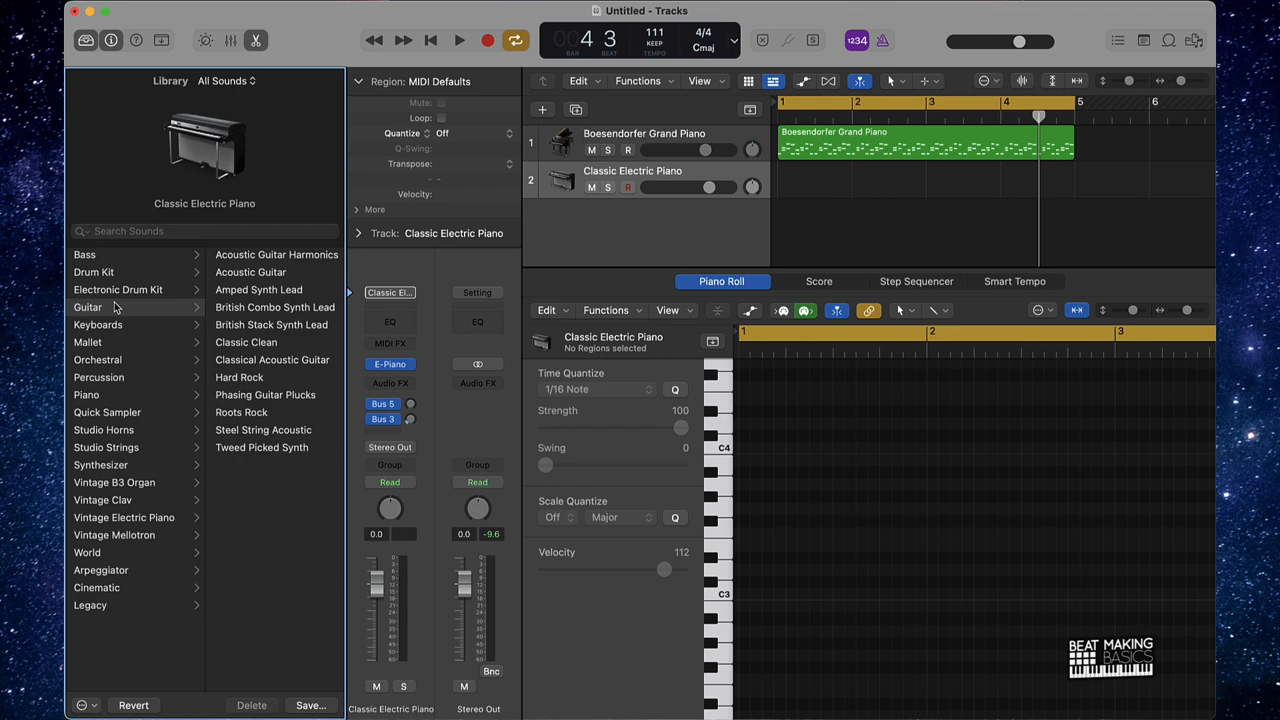 Untitled - Tracks
4 3
BAR BEAT
111
KEEP
TEMPO
4/4
Cmaj
1234
Library All Sounds
Classic Electric Piano
Search Sounds
Bass
Drum Kit
Electronic Drum Kit
Guitar
Keyboards
Mallet
Orchestral
Percussion
Piano
Quick Sampler
Studio Horns
Studio Strings
Synthesizer
Vintage B3 Organ
Vintage Clav
Vintage Electric Piano
Vintage Mellotron
World
Arpeggiator
Cinematic
Legacy
Acoustic Guitar Harmonics
Acoustic Guitar
Amped Synth Lead
British Combo Synth Lead
British Stack Synth Lead
Classic Clean
Classical Acoustic Guitar
Hard Rock
Phasing Guitar Plucks
Roots Rock
Steel String Acoustic
Tweed Picked Synth
Revert Delete Save...
Region: MIDI Defaults
Mute:
Loop:
Quantize Off
Q-Swing:
Transpose:
Velocity:
More
Track: Classic Electric Piano
Classic El... Setting
EQ EQ
MIDI FX
E-Piano
Audio FX Audio FX
Bus 5
Bus 3
Stereo Out
Group Group
Read Read
0.0 0.0 -9.6
Bnc
M S M
Classic Electric Piano Stereo Out
Edit Functions View
1 2 3 4 5 6
1 Boesendorfer Grand Piano
M S R
2 Classic Electric Piano
M S R
Boesendorfer Grand Piano
Piano Roll Score Step Sequencer Smart Tempo
Edit Functions View
Classic Electric Piano
No Regions selected
1 2 3
Time Quantize
1/16 Note Q
Strength 100
Swing 0
Scale Quantize
Off Major Q
Velocity 112
C4
C3
BEAT MAKING
BASICS